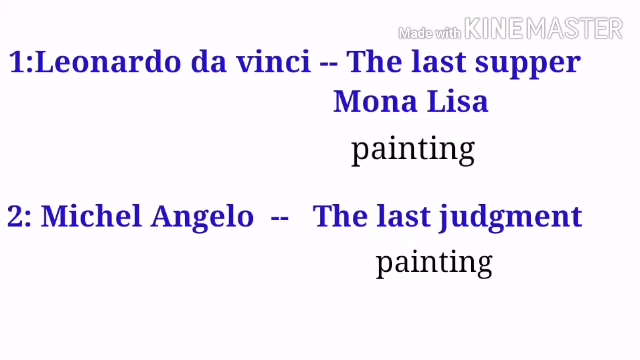 Made with KINEMASTER
1:Leonardo da vinci -- The last supper
Mona Lisa
painting
2: Michel Angelo -- The last judgment
painting